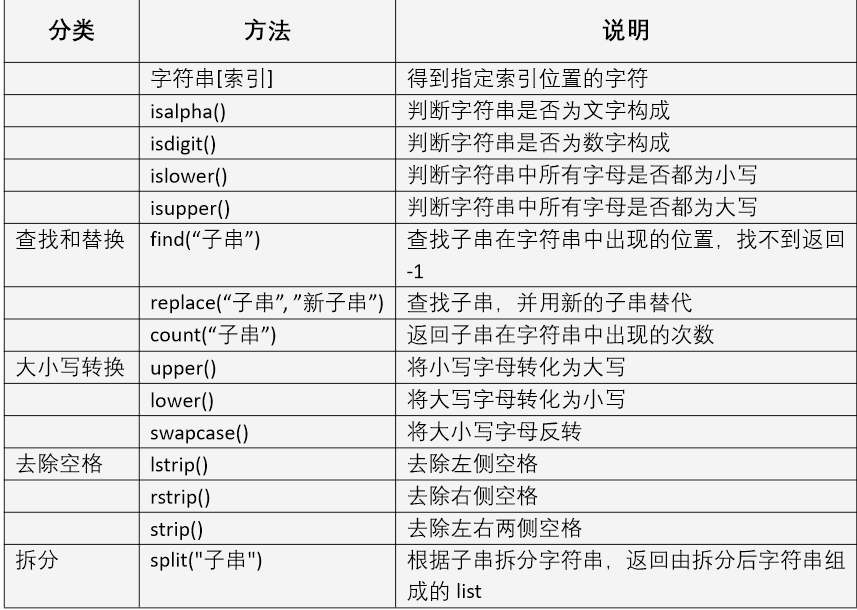 分类 方法 说明
字符串[索引] 得到指定索引位置的字符
isalpha() 判断字符串是否为文字构成
isdigit() 判断字符串是否为数字构成
islower() 判断字符串中所有字母是否都为小写
isupper() 判断字符串中所有字母是否都为大写
查找和替换 find(“子串”) 查找子串在字符串中出现的位置，找不到返回
-1
replace(“子串”, ”新子串”) 查找子串，并用新的子串替代
count(“子串”) 返回子串在字符串中出现的次数
大小写转换 upper() 将小写字母转化为大写
lower() 将大写字母转化为小写
swapcase() 将大小写字母反转
去除空格 lstrip() 去除左侧空格
rstrip() 去除右侧空格
strip() 去除左右两侧空格
拆分 split("子串") 根据子串拆分字符串，返回由拆分后字符串组
成的 list